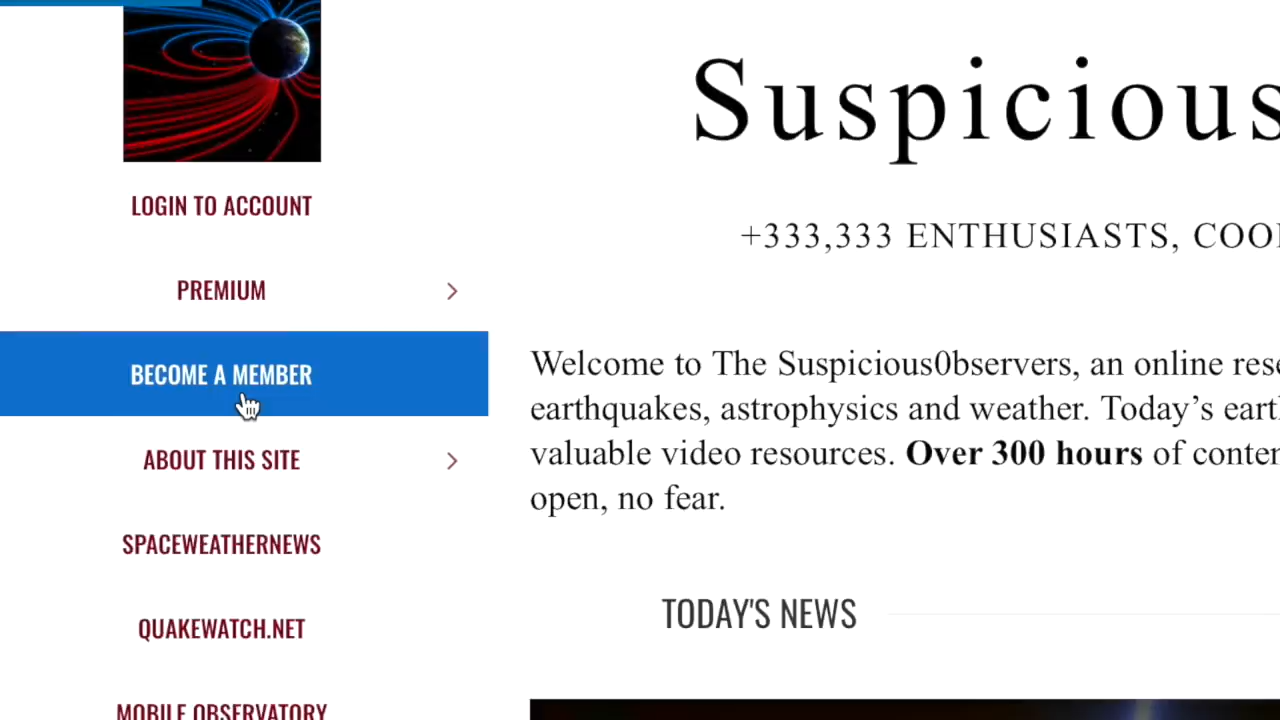 LOGIN TO ACCOUNT
PREMIUM
BECOME A MEMBER
ABOUT THIS SITE
SPACEWEATHERNEWS
QUAKEWATCH.NET
MOBILE OBSERVATORY
Suspicious
+333,333 ENTHUSIASTS,
Welcome to The Suspicious0bservers, an online
earthquakes, astrophysics and weather. Today’s
valuable video resources. Over 300 hours of
open, no fear.
TODAY'S NEWS